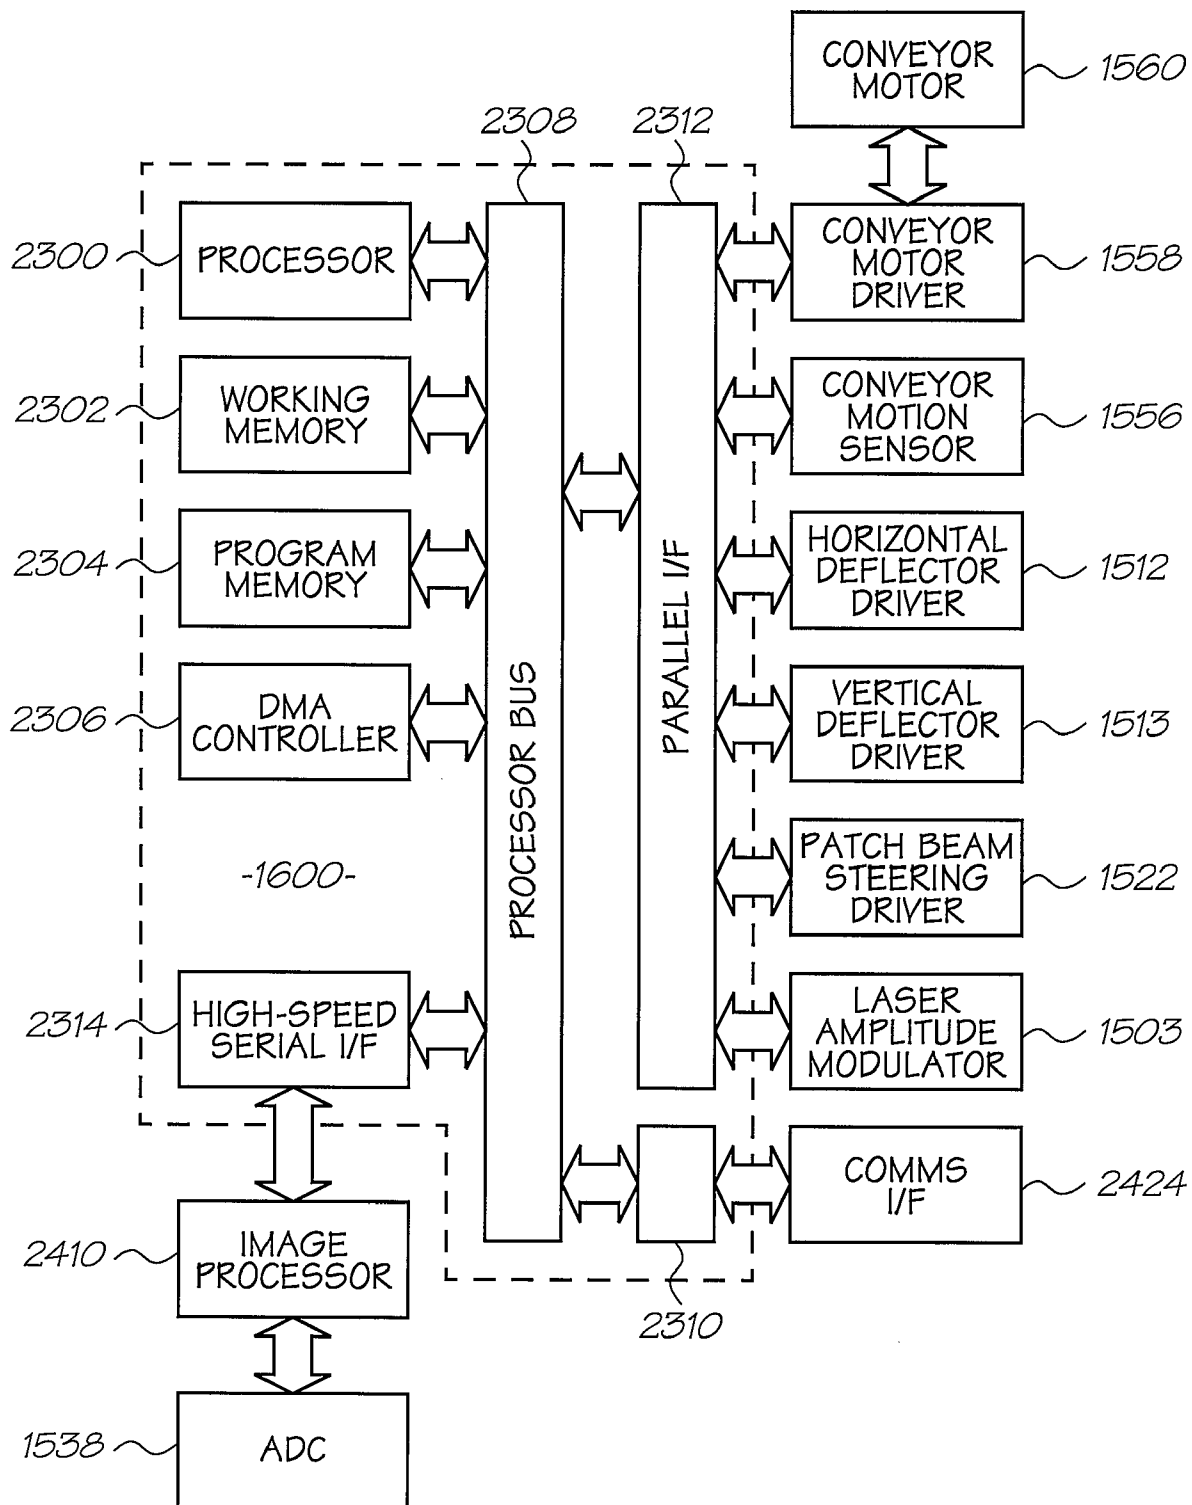 CONVEYOR
MOTOR
1560
2308
2312
2300
PROCESSOR
CONVEYOR
MOTOR
DRIVER
1558
2302
WORKING
MEMORY
CONVEYOR
MOTION
SENSOR
1556
2304
PROGRAM
MEMORY
HORIZONTAL
DEFLECTOR
DRIVER
1512
2306
DMA
CONTROLLER
PROCESSOR BUS
PARALLEL I/F
VERTICAL
DEFLECTOR
DRIVER
1513
-1600-
PATCH BEAM
STEERING
DRIVER
1522
2314
HIGH-SPEED
SERIAL I/F
LASER
AMPLITUDE
MODULATOR
1503
COMMS
I/F
2424
2410
IMAGE
PROCESSOR
2310
1538
ADC